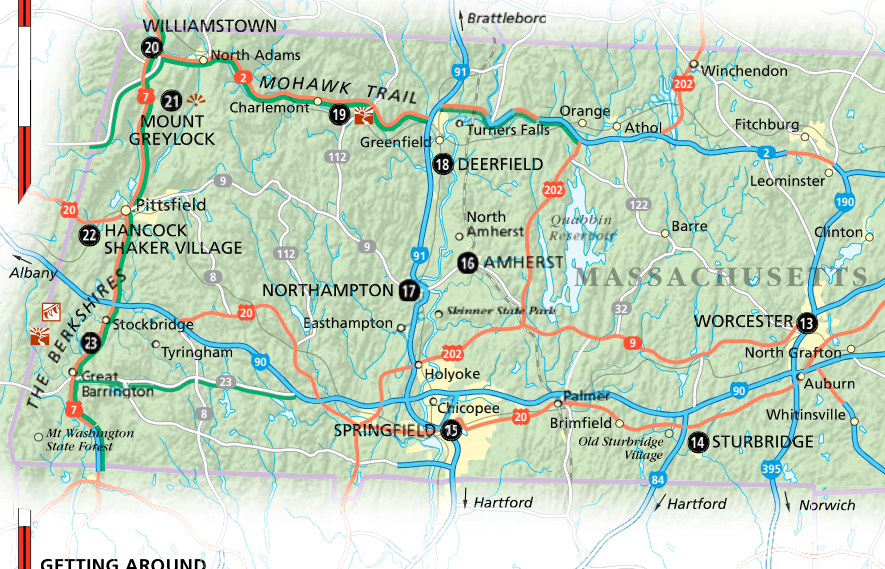 WILLIAMSTOWN
Brattleboro
20
North Adams
91
Winchendon
2
MOHAWK TRAIL
202
7
21
Charlemont
19
Orange
MOUNT
GREYLOCK
Turners Falls
Athol
Fitchburg
Greenfield
112
18
DEERFIELD
2
Leominster
9
202
190
20
Pittsfield
122
North
Amherst
Quabbin
Reservoir
Barre
Clinton
22
HANCOCK
SHAKER VILLAGE
112
9
91
Albany
8
16
AMHERST
MASSACHUSETTS
NORTHAMPTON
17
THE BERKSHIRES
20
Skinner State Park
32
Stockbridge
Easthampton
WORCESTER
13
23
Tyringham
90
202
9
North Grafton
Great
Barrington
23
Holyoke
90
Auburn
7
8
Chicopee
Palmer
20
Brimfield
Whitinsville
Mt Washington
State Forest
SPRINGFIELD
15
Old Sturbridge
Village
14
STURBRIDGE
84
395
Hartford
Hartford
Norwich
GETTING AROUND